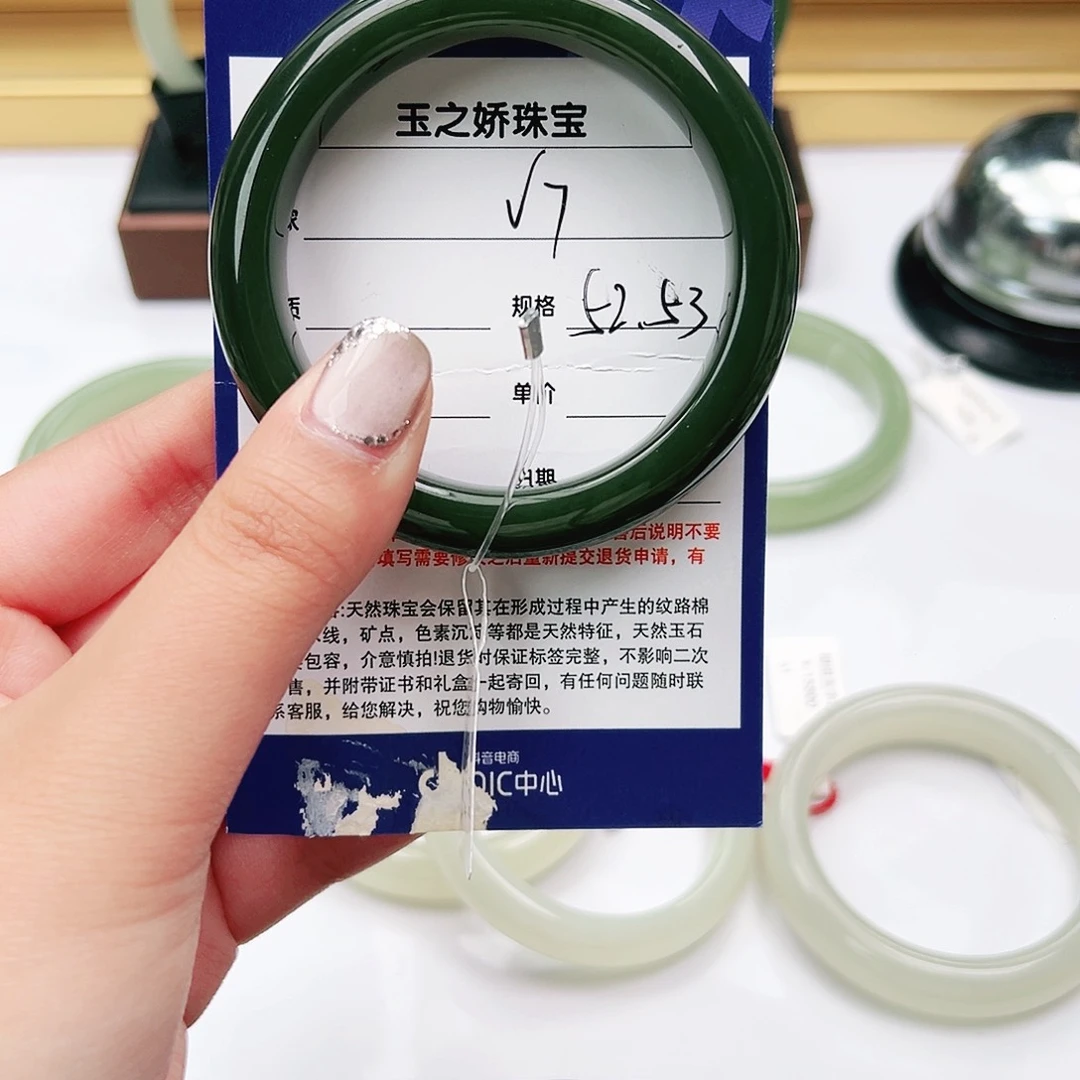 玉之娇珠宝
√7
质 规格 52.53
单价
日期
售后说明不要
填写需要修改之后重新提交退货申请，有
:天然珠宝会保留其在形成过程中产生的纹路棉
线，矿点，色素沉淀等都是天然特征，天然玉石
包容，介意慎拍!退货时保证标签完整，不影响二次
售，并附带证书和礼盒一起寄回，有任何问题随时联
系客服，给您解决，祝您购物愉快。
抖音电商
QIC中心